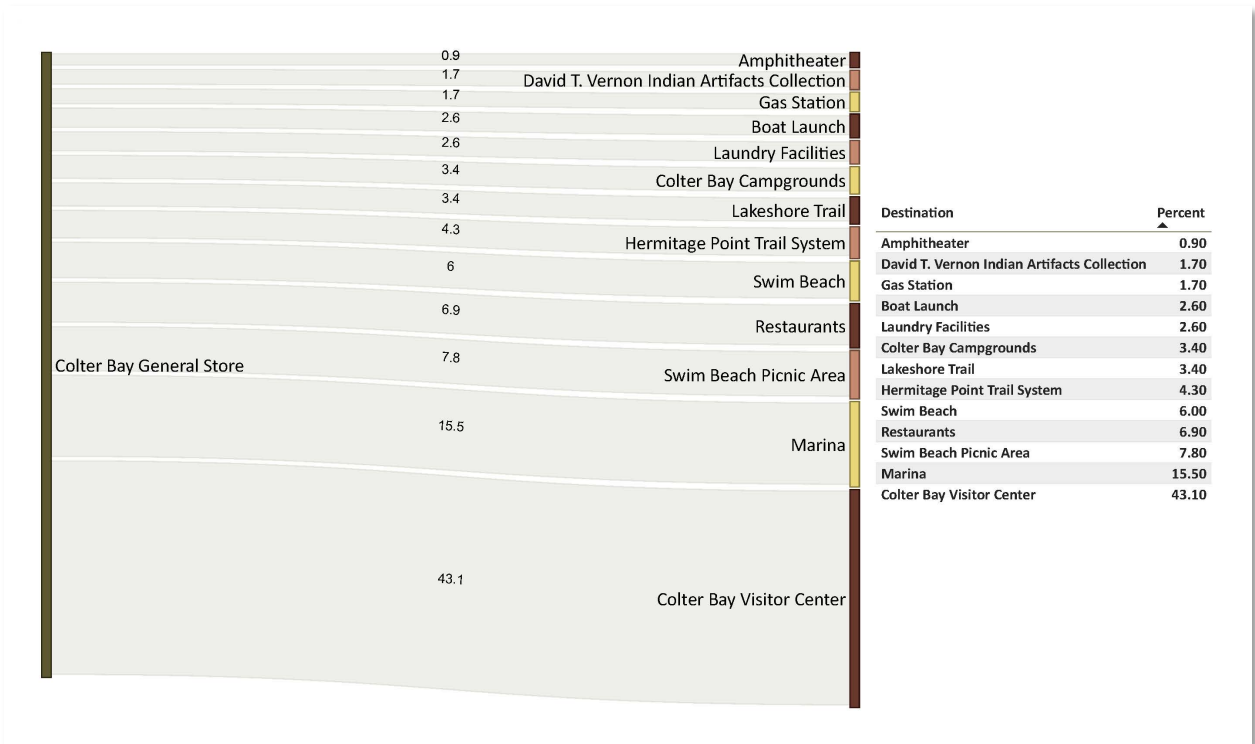 0.9 Amphitheater
1.7 David T. Vernon Indian Artifacts Collection
1.7 Gas Station
2.6 Boat Launch
2.6 Laundry Facilities
3.4 Colter Bay Campgrounds
3.4 Lakeshore Trail
4.3 Hermitage Point Trail System
6 Swim Beach
6.9 Restaurants
Colter Bay General Store
7.8 Swim Beach Picnic Area
15.5 Marina
43.1 Colter Bay Visitor Center
Destination Percent
Amphitheater 0.90
David T. Vernon Indian Artifacts Collection 1.70
Gas Station 1.70
Boat Launch 2.60
Laundry Facilities 2.60
Colter Bay Campgrounds 3.40
Lakeshore Trail 3.40
Hermitage Point Trail System 4.30
Swim Beach 6.00
Restaurants 6.90
Swim Beach Picnic Area 7.80
Marina 15.50
Colter Bay Visitor Center 43.10